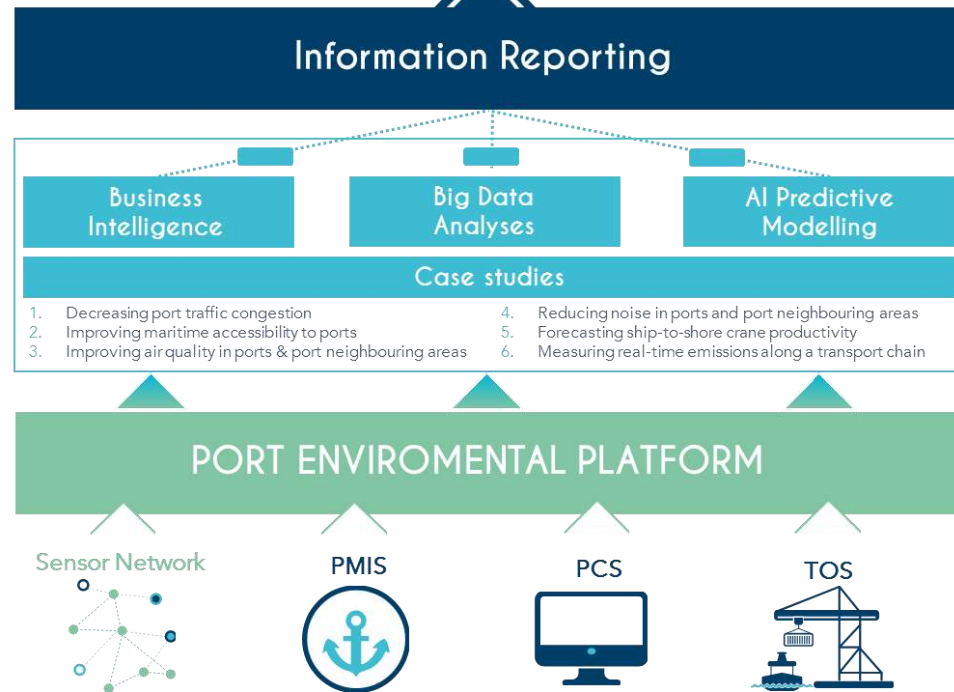 Information Reporting
Business
Intelligence
Big Data
Analyses
AI Predictive
Modelling
Case studies
1. Decreasing port traffic congestion
2. Improving maritime accessibility to ports
3. Improving air quality in ports & port neighbouring areas
4. Reducing noise in ports and port neighbouring areas
5. Forecasting ship-to-shore crane productivity
6. Measuring real-time emissions along a transport chain
PORT ENVIROMENTAL PLATFORM
Sensor Network
PMIS
PCS
TOS